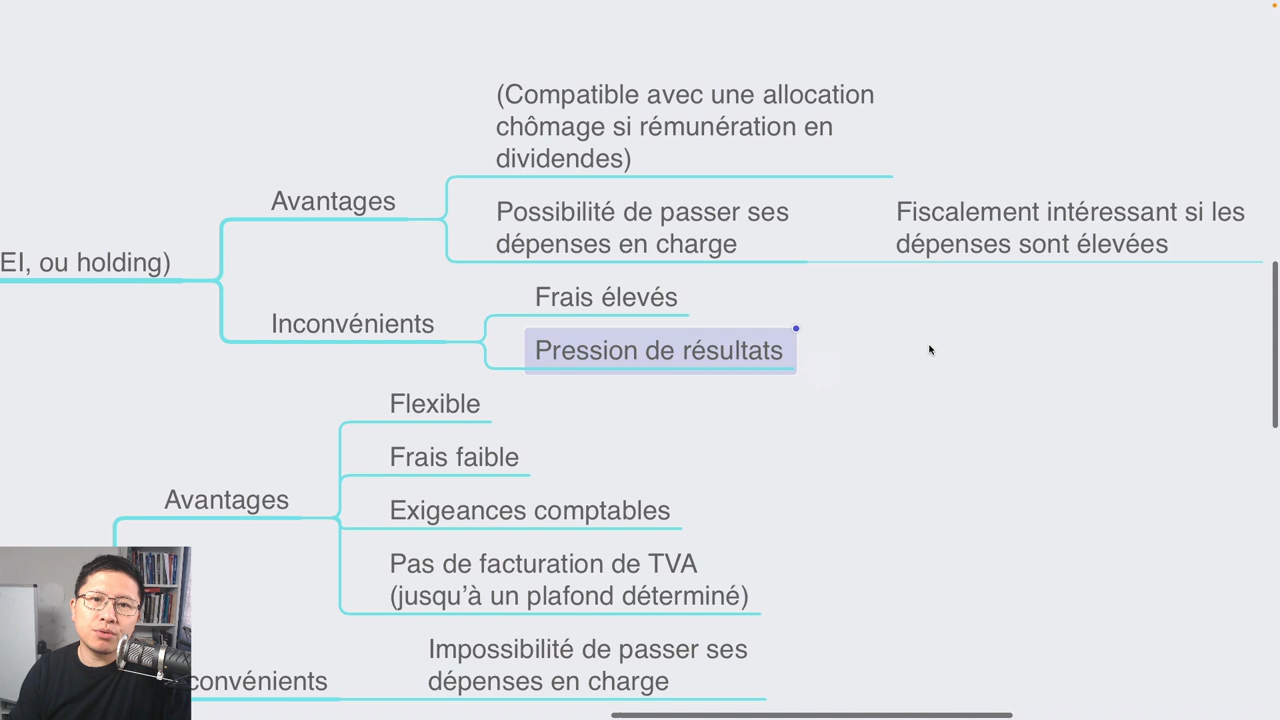 (Compatible avec une allocation
chômage si rémunération en
dividendes)
Avantages
Possibilité de passer ses
dépenses en charge
Fiscalement intéressant si les
dépenses sont élevées
EI, ou holding)
Frais élevés
Inconvénients
Pression de résultats
Flexible
Frais faible
Avantages
Exigeances comptables
Pas de facturation de TVA
(jusqu’à un plafond déterminé)
Impossibilité de passer ses
dépenses en charge
convénients